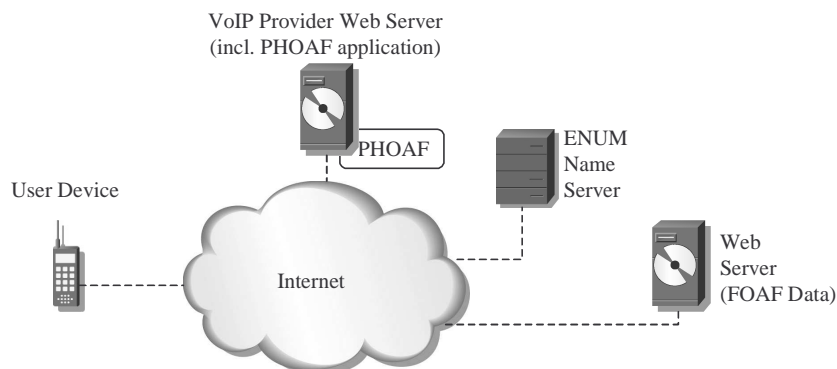 VoIP Provider Web Server
(incl. PHOAF application)
PHOAF
ENUM
Name
Server
User Device
Internet
Web
Server
(FOAF Data)